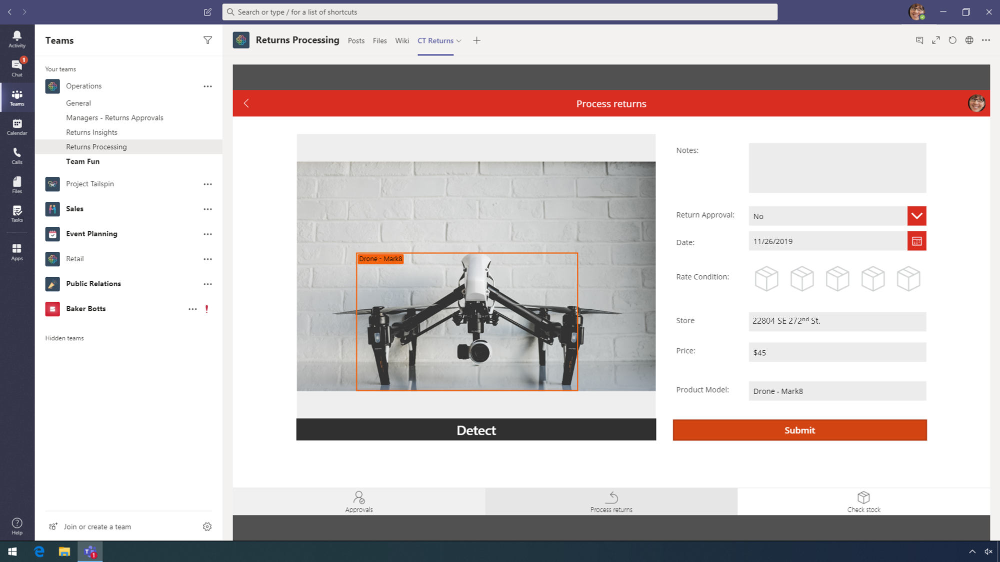 Search or type / for a list of shortcuts
Activity
1
Chat
Teams
Calendar
Calls
Files
Tasks
Apps
Help
Teams
Your teams
Operations
General
Managers - Returns Approvals
Returns Insights
Returns Processing
Team Fun
Project Tailspin
Sales
Event Planning
Retail
Public Relations
Baker Botts
Hidden teams
Join or create a team
Returns Processing Posts Files Wiki CT Returns
Process returns
Drone - Mark8
Detect
Notes:
Return Approval: No
Date: 11/26/2019
Rate Condition:
Store 22804 SE 272nd St.
Price: $45
Product Model: Drone - Mark8
Submit
Approvals
Process returns
Check stock
T 1